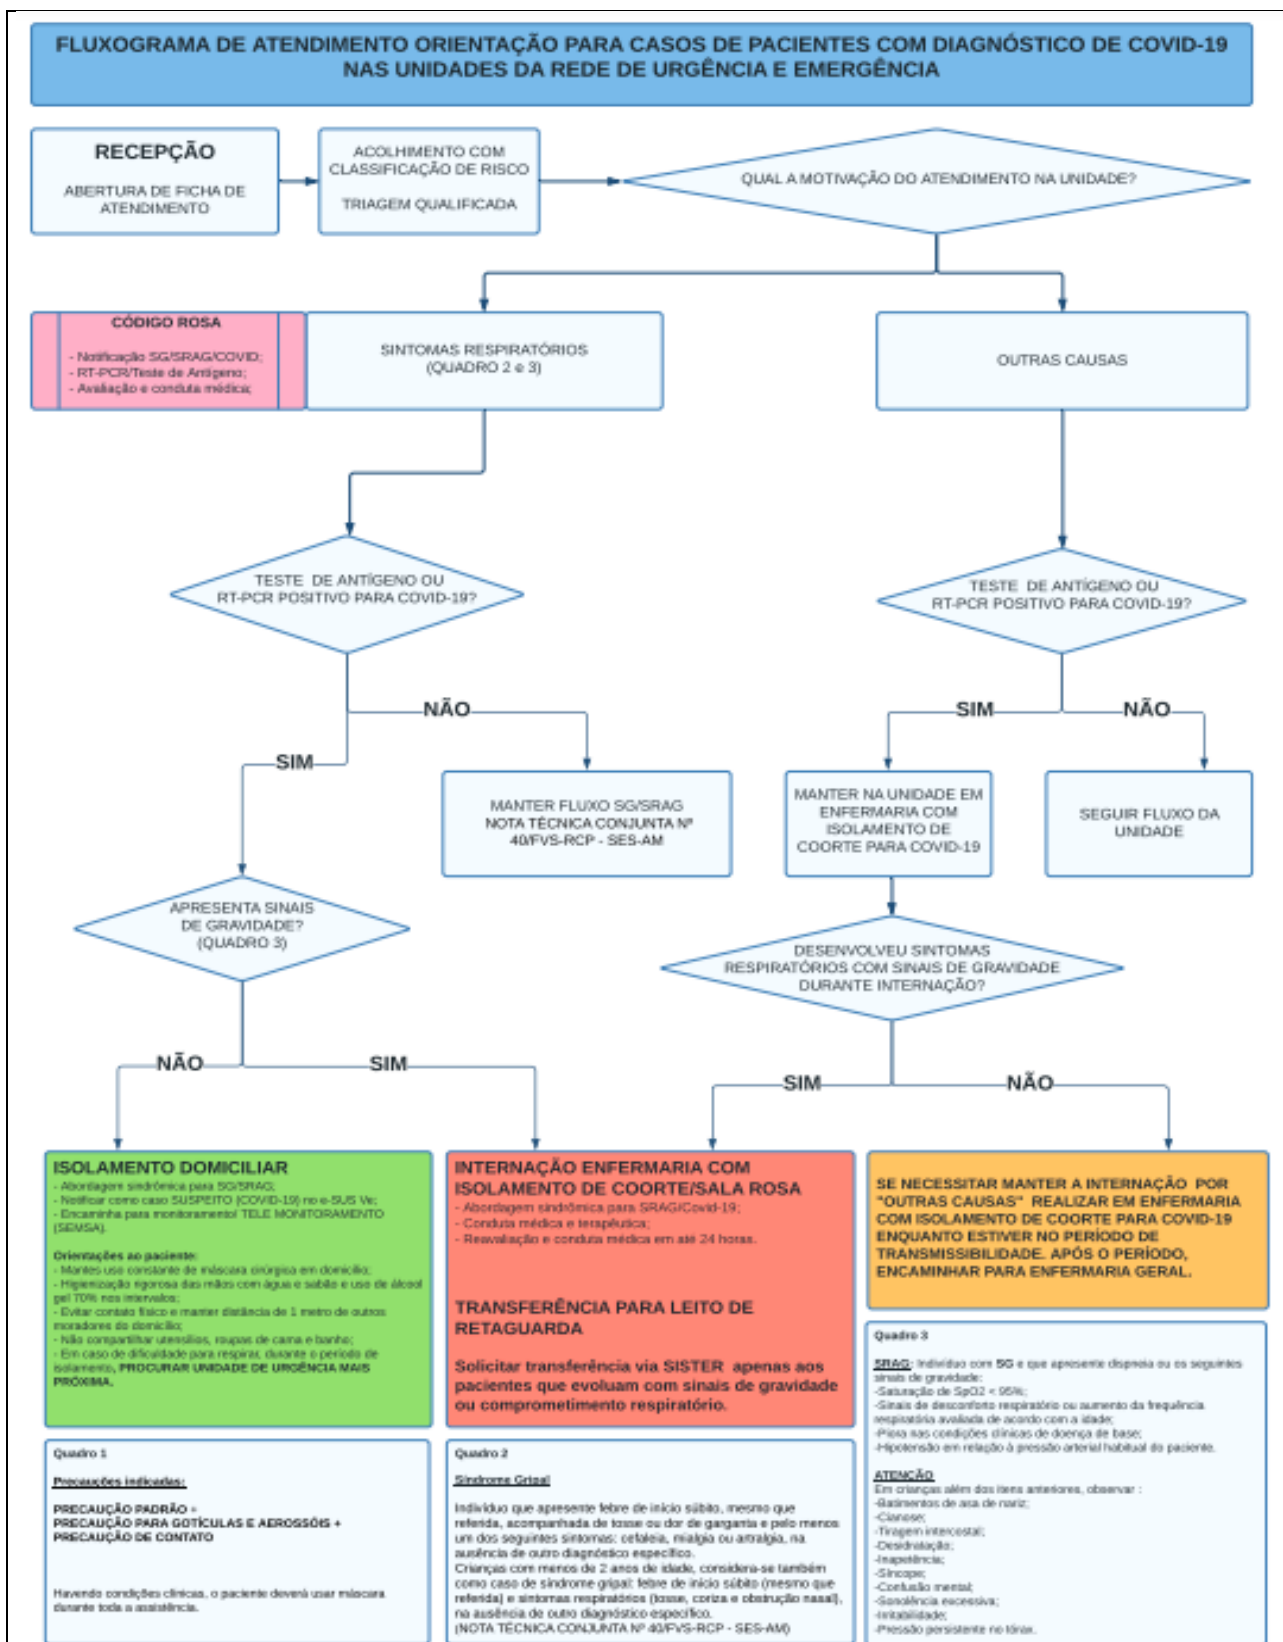 FLUXOGRAMA DE ATENDIMENTO ORIENTAÇÃO PARA CASOS DE PACIENTES COM DIAGNÓSTICO DE COVID-19
NAS UNIDADES DA REDE DE URGÊNCIA E EMERGÊNCIA
RECEPÇÃO
ABERTURA DE FICHA DE
ATENDIMENTO
ACOLHIMENTO COM
CLASSIFICAÇÃO DE RISCO
TRIAGEM QUALIFICADA
QUAL A MOTIVAÇÃO DO ATENDIMENTO NA UNIDADE?
CÓDIGO ROSA
- Notificação SG/SRAG/COVID;
- RT-PCR/Teste de Antígeno;
- Avaliação e conduta médica;
SINTOMAS RESPIRATÓRIOS
(QUADRO 2 e 3)
OUTRAS CAUSAS
TESTE DE ANTÍGENO OU
RT-PCR POSITIVO PARA COVID-19?
TESTE DE ANTÍGENO OU
RT-PCR POSITIVO PARA COVID-19?
NÃO
SIM
SIM
NÃO
MANTER FLUXO SG/SRAG
NOTA TÉCNICA CONJUNTA Nº
40/FVS-RCP - SES-AM
MANTER NA UNIDADE EM
ENFERMARIA COM
ISOLAMENTO DE
COORTE PARA COVID-19
SEGUIR FLUXO DA
UNIDADE
APRESENTA SINAIS
DE GRAVIDADE?
(QUADRO 3)
DESENVOLVEU SINTOMAS
RESPIRATÓRIOS COM SINAIS DE GRAVIDADE
DURANTE INTERNAÇÃO?
NÃO
SIM
SIM
NÃO
ISOLAMENTO DOMICILIAR
- Abordagem sindrômica para SG/SRAG;
- Notificar como caso SUSPEITO (COVID-19) no e-SUS Ve;
- Encaminha para monitoramento/ TELE MONITORAMENTO
(SEMSA).
Orientações ao paciente:
- Mantes uso constante de máscara cirúrgica em domicílio;
- Higienização rigorosa das mãos com água e sabão e uso de álcool
gel 70% nos intervalos;
- Evitar contato físico e manter distância de 1 metro de outros
moradores do domicílio;
- Não compartilhar utensílios, roupas de cama e banho;
- Em caso de dificuldade para respirar, durante o período de
isolamento, PROCURAR UNIDADE DE URGÊNCIA MAIS
PRÓXIMA.
INTERNAÇÃO ENFERMARIA COM
ISOLAMENTO DE COORTE/SALA ROSA
- Abordagem sindrômica para SRAG/Covid-19;
- Conduta médica e terapêutica;
- Reavaliação e conduta médica em até 24 horas.
TRANSFERÊNCIA PARA LEITO DE
RETAGUARDA
Solicitar transferência via SISTER apenas aos
pacientes que evoluam com sinais de gravidade
ou comprometimento respiratório.
SE NECESSITAR MANTER A INTERNAÇÃO POR
"OUTRAS CAUSAS" REALIZAR EM ENFERMARIA
COM ISOLAMENTO DE COORTE PARA COVID-19
ENQUANTO ESTIVER NO PERÍODO DE
TRANSMISSIBILIDADE. APÓS O PERÍODO,
ENCAMINHAR PARA ENFERMARIA GERAL.
Quadro 1
Precauções indicadas:
PRECAUÇÃO PADRÃO +
PRECAUÇÃO PARA GOTÍCULAS E AEROSSÓIS +
PRECAUÇÃO DE CONTATO
Havendo condições clínicas, o paciente deverá usar máscara
durante toda a assistência.
Quadro 2
Síndrome Gripal
Indivíduo que apresente febre de início súbito, mesmo que
referida, acompanhada de tosse ou dor de garganta e pelo menos
um dos seguintes sintomas: cefaleia, mialgia ou artralgia, na
ausência de outro diagnóstico específico.
Crianças com menos de 2 anos de idade, considera-se também
como caso de síndrome gripal: febre de início súbito (mesmo que
referida) e sintomas respiratórios (tosse, coriza e obstrução nasal),
na ausência de outro diagnóstico específico.
(NOTA TÉCNICA CONJUNTA Nº 40/FVS-RCP - SES-AM)
Quadro 3
SRAG: Indivíduo com SG e que apresente dispneia ou os seguintes
sinais de gravidade:
-Saturação de SpO2 < 95%;
-Sinais de desconforto respiratório ou aumento da frequência
respiratória avaliada de acordo com a idade;
-Piora nas condições clínicas de doença de base;
-Hipotensão em relação à pressão arterial habitual do paciente.
ATENÇÃO
Em crianças além dos itens anteriores, observar :
-Batimentos de asa de nariz;
-Cianose;
-Tiragem intercostal;
-Desidratação;
-Inapetência;
-Síncope;
-Confusão mental;
-Sonolência excessiva;
-Irritabilidade;
-Pressão persistente no tórax.